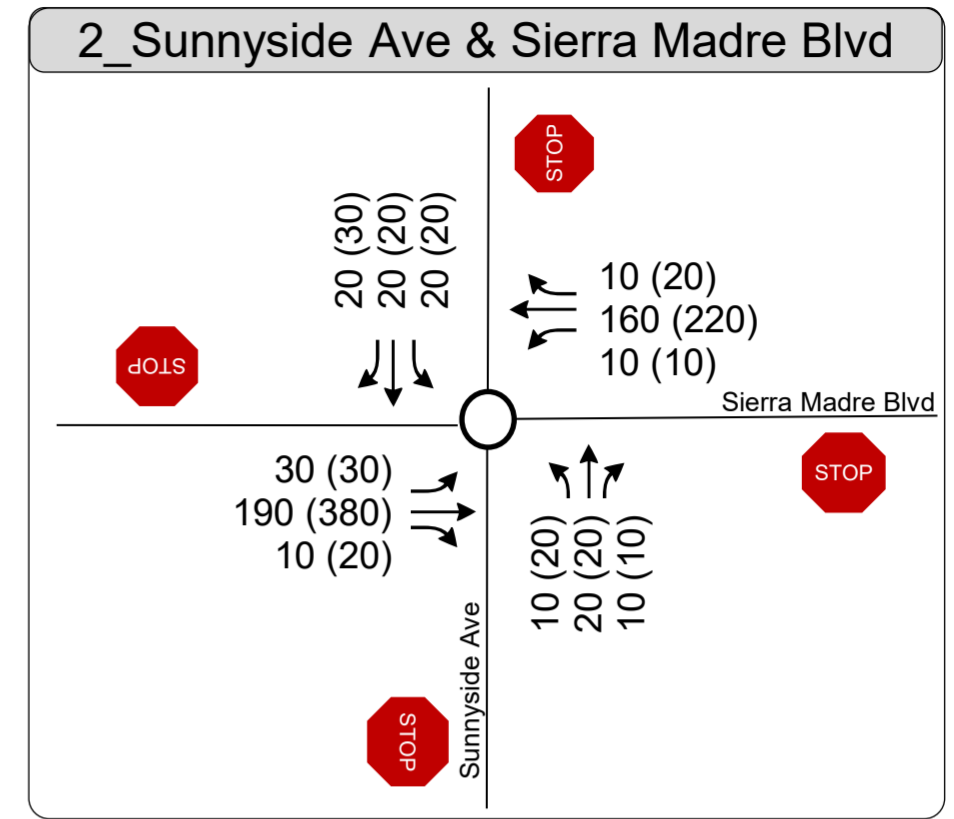 2_Sunnyside Ave & Sierra Madre Blvd
STOP
20 (30)
20 (20)
20 (20)
10 (20)
160 (220)
10 (10)
STOP
Sierra Madre Blvd
30 (30)
190 (380)
10 (20)
STOP
10 (20)
20 (20)
10 (10)
Sunnyside Ave
STOP